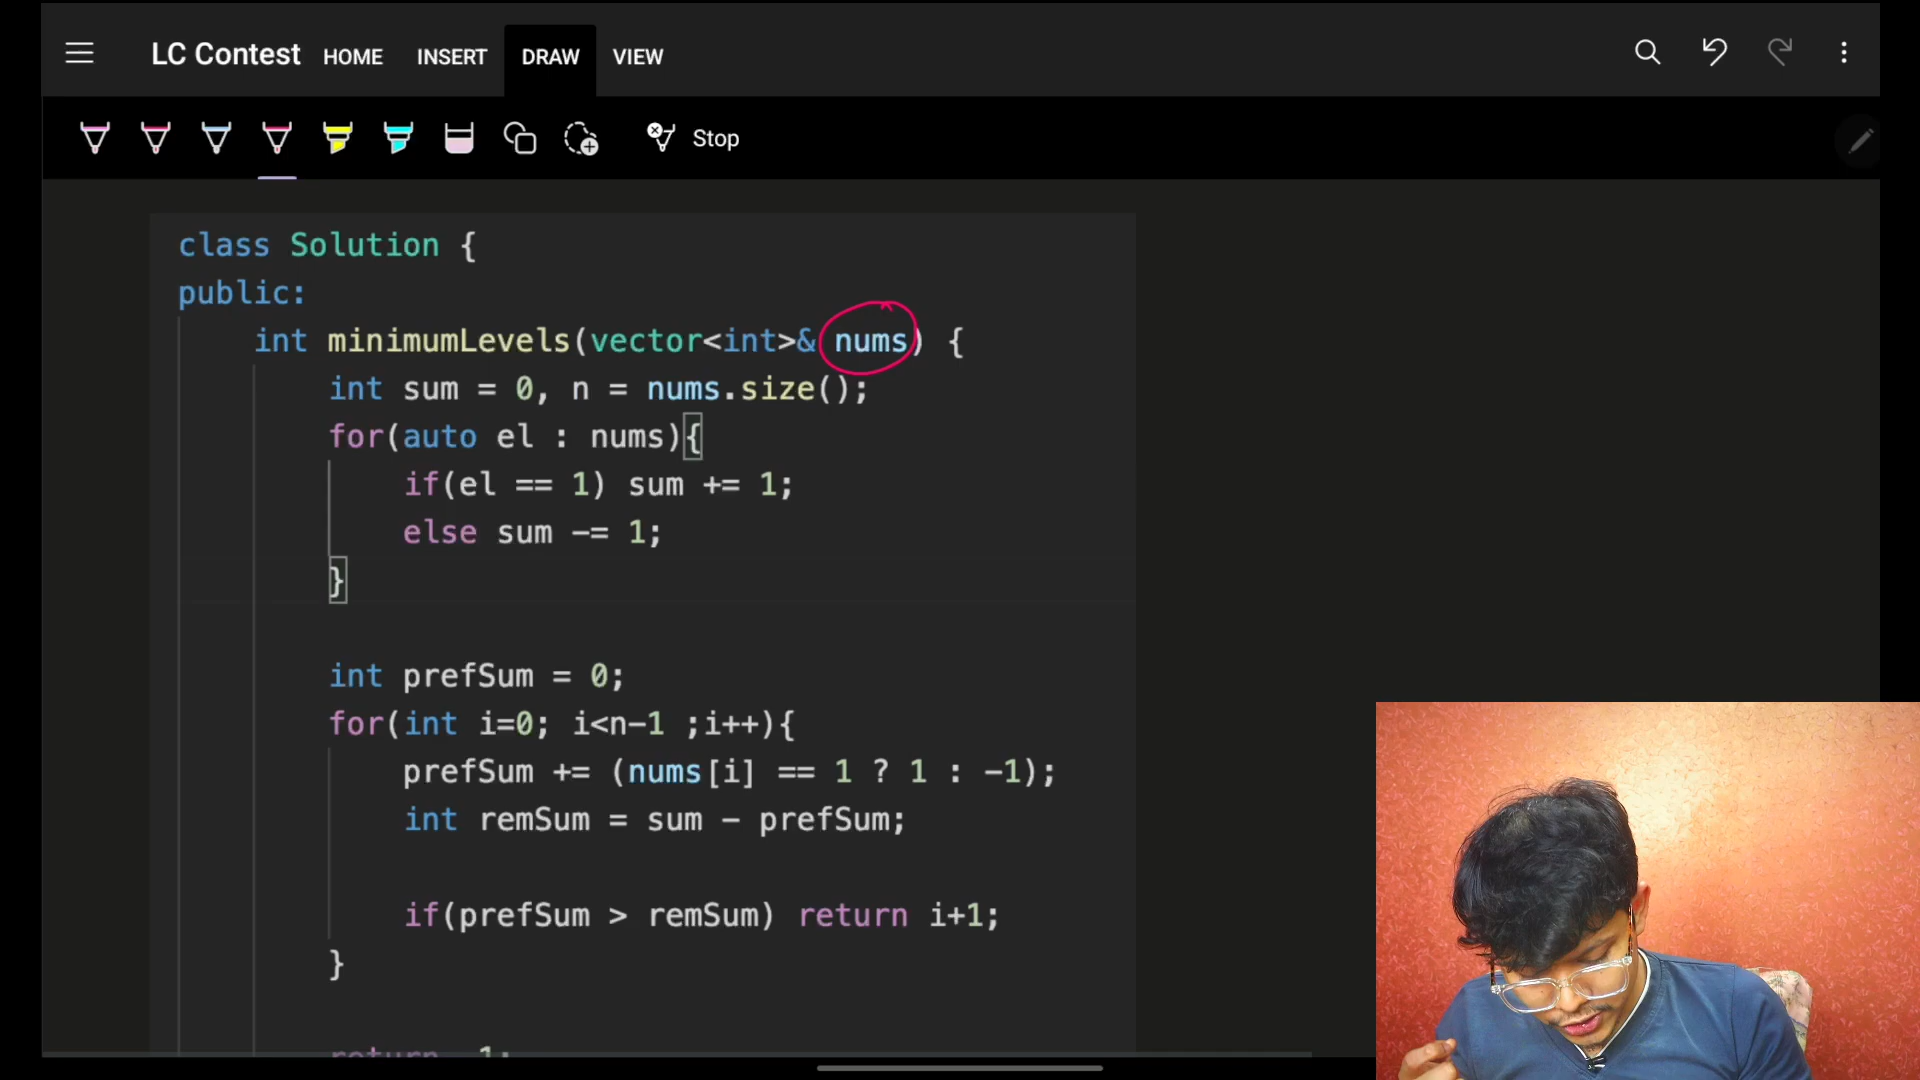 LC Contest HOME INSERT DRAW VIEW
Stop
class Solution {
public:
int minimumLevels(vector<int>& nums) {
int sum = 0, n = nums.size();
for(auto el : nums){
if(el == 1) sum += 1;
else sum -= 1;
}
int prefSum = 0;
for(int i=0; i<n-1 ;i++){
prefSum += (nums[i] == 1 ? 1 : -1);
int remSum = sum - prefSum;
if(prefSum > remSum) return i+1;
}